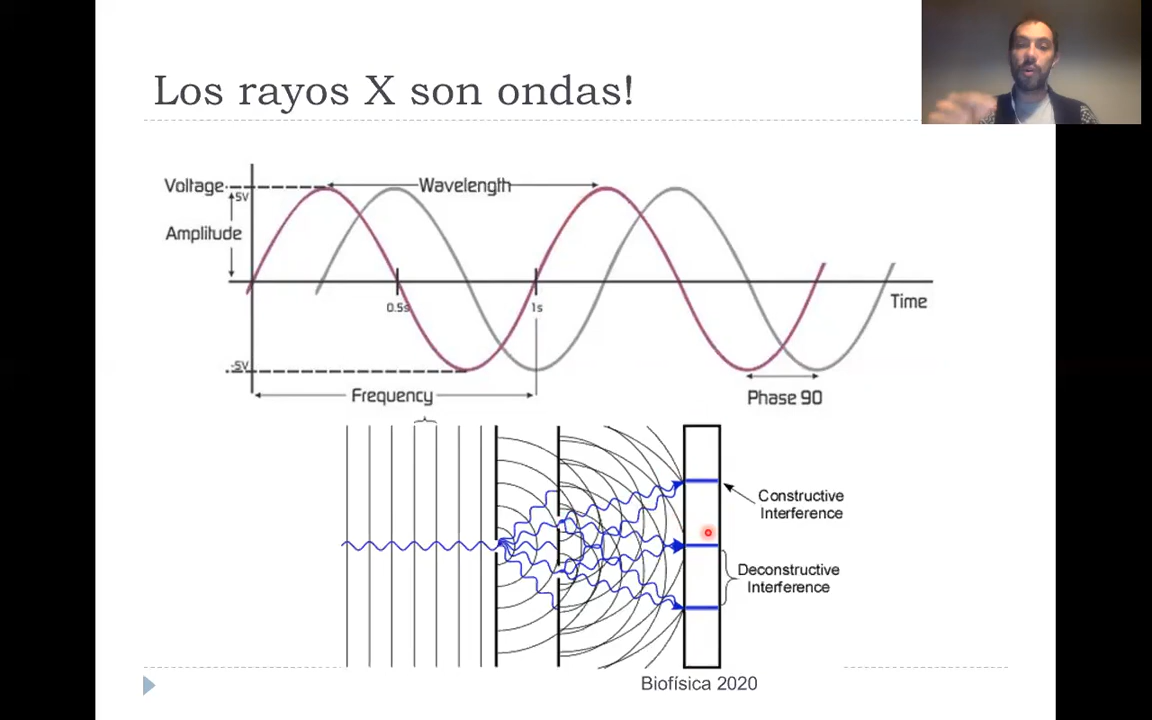 Los rayos X son ondas!
Voltage
5V
Wavelength
Amplitude
0.5s
1s
Time
-5V
Frequency
Phase 90
Constructive
Interference
Deconstructive
Interference
Biofísica 2020